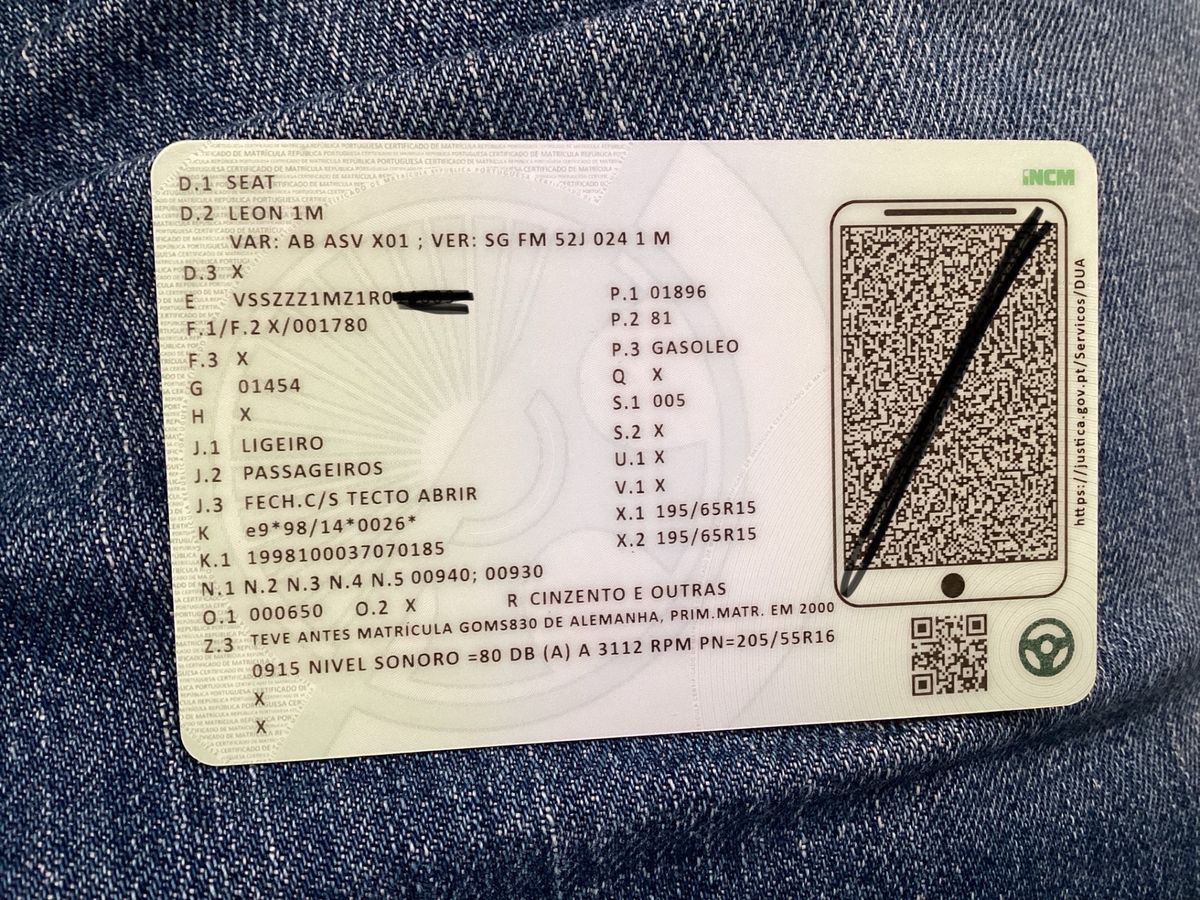 iNCM
D.1 SEAT
D.2 LEON 1M
VAR: AB ASV X01 ; VER: SG FM 52J 024 1 M
D.3 X
E VSSZZZ1MZ1R0
F.1/F.2 X/001780
F.3 X
G 01454
H X
J.1 LIGEIRO
J.2 PASSAGEIROS
J.3 FECH.C/S TECTO ABRIR
K e9*98/14*0026*
K.1 1998100037070185
N.1 N.2 N.3 N.4 N.5 00940; 00930
O.1 000650 O.2 X R CINZENTO E OUTRAS
Z.3 TEVE ANTES MATRÍCULA GOMS830 DE ALEMANHA, PRIM.MATR. EM 2000
0915 NIVEL SONORO =80 DB (A) A 3112 RPM PN=205/55R16
X
X
P.1 01896
P.2 81
P.3 GASOLEO
Q X
S.1 005
S.2 X
U.1 X
V.1 X
X.1 195/65R15
X.2 195/65R15
https://justica.gov.pt/Servicos/DUA